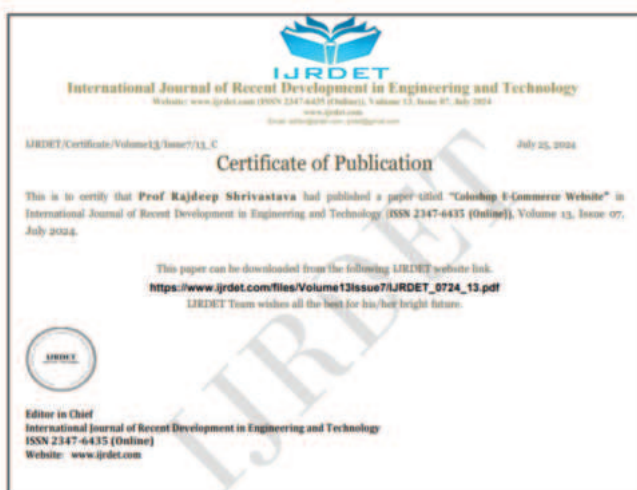 IJRDET
International Journal of Recent Development in Engineering and Technology
Website: www.ijrdet.com (ISSN 2347-6435 (Online)), Volume 13, Issue 07, July 2024
www.ijrdet.com
IJRDET/Certificate/Volume13/Issue7/13_C
July 25, 2024
Certificate of Publication
This is to certify that Prof Rajdeep Shrivastava had published a paper titled "Coloshop E-Commerce Website" in
International Journal of Recent Development in Engineering and Technology (ISSN 2347-6435 (Online)), Volume 13, Issue 07,
July 2024.
This paper can be downloaded from the following IJRDET website link.
https://www.ijrdet.com/files/Volume13Issue7/IJRDET_0724_13.pdf
IJRDET Team wishes all the best for his/her bright future.
IJRDET
IJRDET
Editor in Chief
International Journal of Recent Development in Engineering and Technology
ISSN 2347-6435 (Online)
Website: www.ijrdet.com